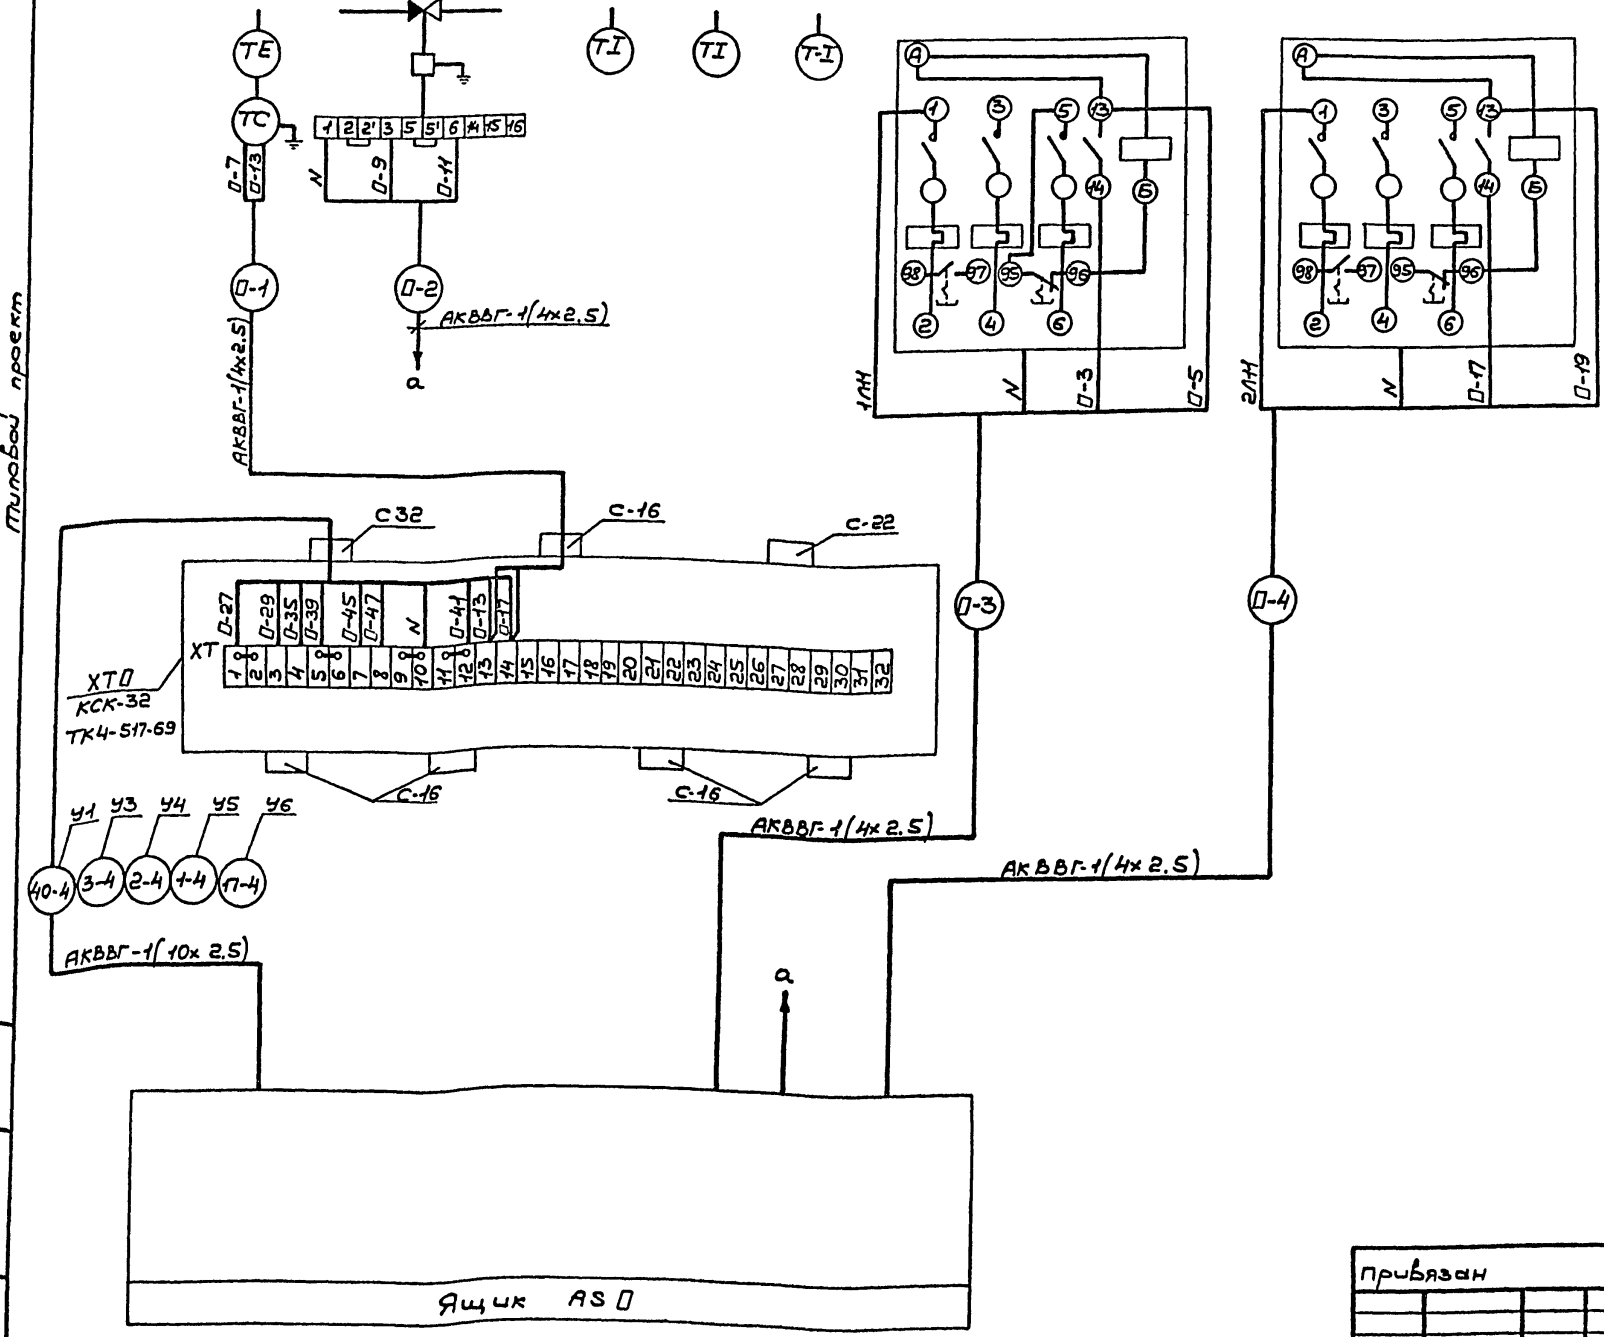 Типовой проект
TE
TC
TI
TI
T-I
П-7
П-13
1 2 2' 3 5 5' 6 14 15 16
N
П-9
П-11
П-1
П-2
АКВВГ-1(4х2.5)
а
АКВВГ-1(4х2.5)
А
1 3 5 13
14
Б
98 97 95 96
2 4 6
1ЛН
N
П-3
П-5
А
1 3 5 13
14
Б
98 97 95 96
2 4 6
2ЛН
N
П-17
П-19
С32
С-16
С-22
П-27
П-29
П-35
П-39
П-45
П-47
N
П-41
П-13
П-17
ХТ
1 2 3 4 5 6 7 8 9 10 11 12 13 14 15 16 17 18 19 20 21 22 23 24 25 26 27 28 29 30 31 32
ХТП
КСК-32
ТК4-517-69
С-16
С-16
П-3
П-4
У1 У3 У4 У5 У6
40-4 3-4 2-4 1-4 17-4
АКВВГ-1(4х2.5)
АКВВГ-1(4х2.5)
АКВВГ-1(10х2.5)
а
Ящик ASП
Привязан